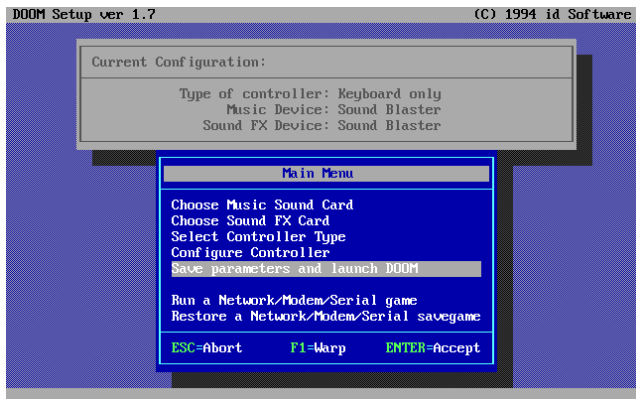 DOOM Setup ver 1.7 (C) 1994 id Software
Current Configuration:
Type of controller: Keyboard only
Music Device: Sound Blaster
Sound FX Device: Sound Blaster
Main Menu
Choose Music Sound Card
Choose Sound FX Card
Select Controller Type
Configure Controller
Save parameters and launch DOOM
Run a Network/Modem/Serial game
Restore a Network/Modem/Serial savegame
ESC=Abort F1=Warp ENTER=Accept